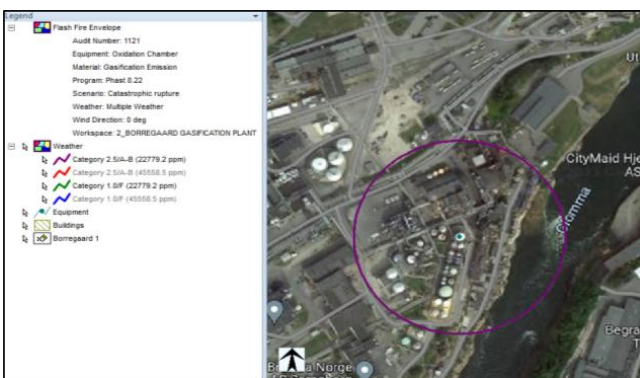 Legend
Flash Fire Envelope
Audit Number: 1121
Equipment: Oxidation Chamber
Material: Gasification Emission
Program: Phast 8.22
Scenario: Catastrophic rupture
Weather: Multiple Weather
Wind Direction: 0 deg
Workspace: 2_BORREGAARD GASIFICATION PLANT
Weather
Category 2.5/A-B (22779.2 ppm)
Category 2.5/A-B (45558.5 ppm)
Category 1.0/F (22779.2 ppm)
Category 1.0/F (45558.5 ppm)
Equipment
Buildings
Borregaard 1
Ut
CityMaid Hje
AS
Glomma
Begra
T
a Norge